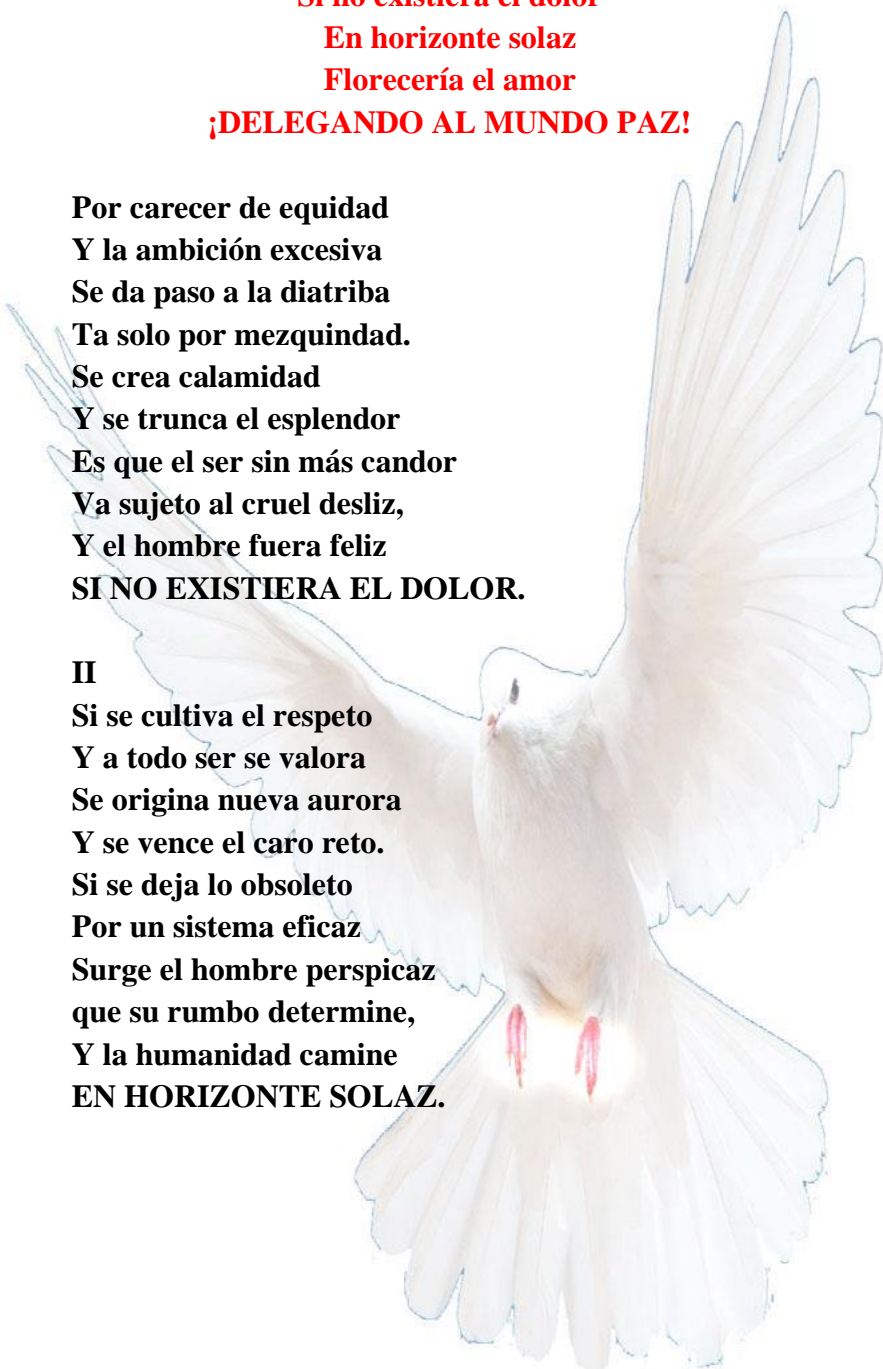 Si no existiera el dolor
En horizonte solaz
Florecería el amor
¡DELEGANDO AL MUNDO PAZ!
Por carecer de equidad
Y la ambición excesiva
Se da paso a la diatriba
Ta solo por mezquindad.
Se crea calamidad
Y se trunca el esplendor
Es que el ser sin más candor
Va sujeto al cruel desliz,
Y el hombre fuera feliz
SI NO EXISTIERA EL DOLOR.
II
Si se cultiva el respeto
Y a todo ser se valora
Se origina nueva aurora
Y se vence el caro reto.
Si se deja lo obsoleto
Por un sistema eficaz
Surge el hombre perspicaz
que su rumbo determine,
Y la humanidad camine
EN HORIZONTE SOLAZ.